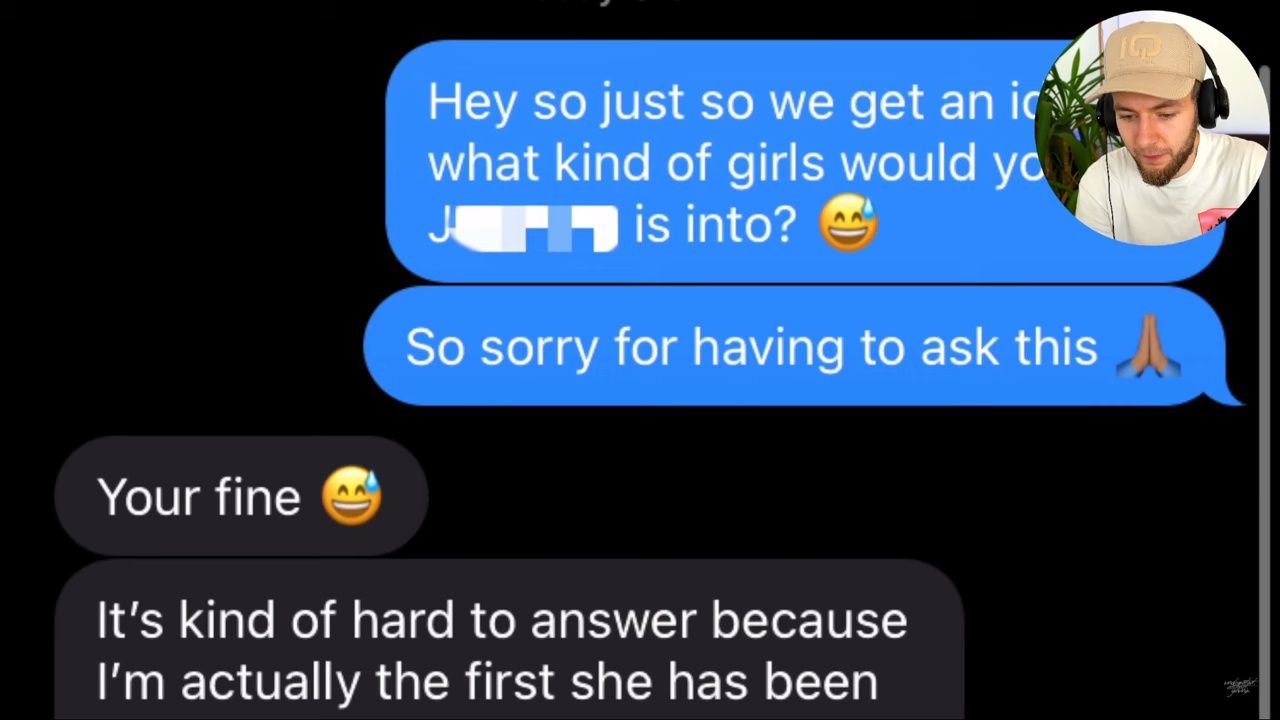 Hey so just so we get an
what kind of girls would
is into? 😅
So sorry for having to ask this 🙏🏽
Your fine 😅
It's kind of hard to answer because
I'm actually the first she has been
IQ